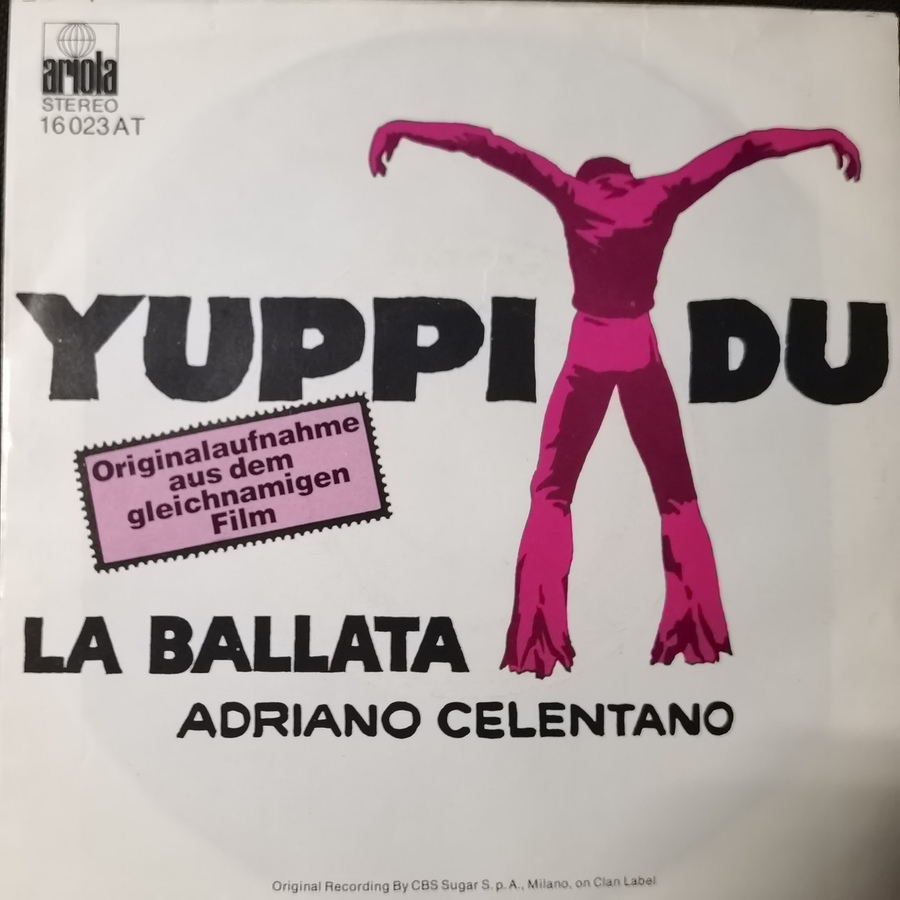 ariola
STEREO
16 023 AT
YUPPI DU
Originalaufnahme
aus dem
gleichnamigen
Film
LA BALLATA
ADRIANO CELENTANO
Original Recording By CBS Sugar S. p. A., Milano, on Clan Label